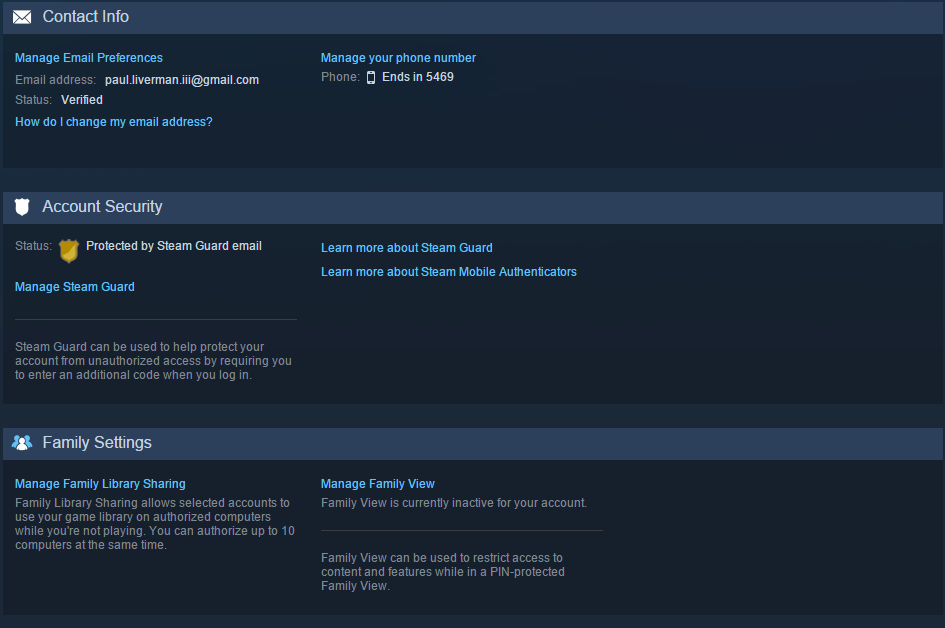 Contact Info
Manage Email Preferences
Email address: paul.liverman.iii@gmail.com
Status: Verified
How do I change my email address?
Manage your phone number
Phone: Ends in 5469
Account Security
Status: Protected by Steam Guard email
Manage Steam Guard
Steam Guard can be used to help protect your
account from unauthorized access by requiring you
to enter an additional code when you log in.
Learn more about Steam Guard
Learn more about Steam Mobile Authenticators
Family Settings
Manage Family Library Sharing
Family Library Sharing allows selected accounts to
use your game library on authorized computers
while you're not playing. You can authorize up to 10
computers at the same time.
Manage Family View
Family View is currently inactive for your account.
Family View can be used to restrict access to
content and features while in a PIN-protected
Family View.